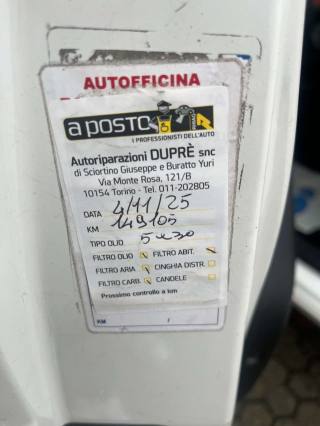 AUTOFFICINA
a posto
I PROFESSIONISTI DELL'AUTO
Autoriparazioni DUPRÈ snc
di Sciortino Giuseppe e Buratto Yuri
Via Monte Rosa, 121/B
10154 Torino - Tel. 011-202805
DATA 4/11/25
KM 149105
TIPO OLIO 5w30
FILTRO OLIO FILTRO ABIT.
FILTRO ARIA CINGHIA DISTR.
FILTRO CARB. CANDELE
Prossimo controllo a km
KM